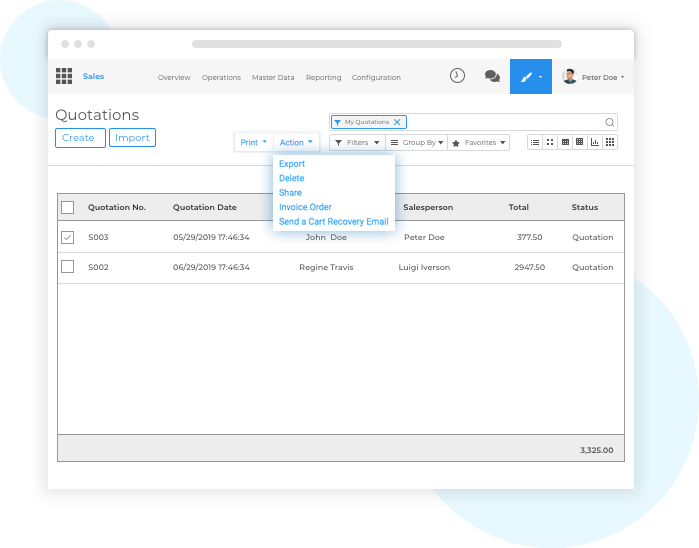 Sales Overview Operations Master Data Reporting Configuration Peter Doe
Quotations
My Quotations
Create Import
Print Action Filters Group By Favorites
Export
Delete
Share
Invoice Order
Send a Cart Recovery Email
Quotation No. Quotation Date Salesperson Total Status
S003 05/29/2019 17:46:34 John Doe Peter Doe 377.50 Quotation
S002 06/29/2019 17:46:34 Regine Travis Luigi Iverson 2947.50 Quotation
3,325.00